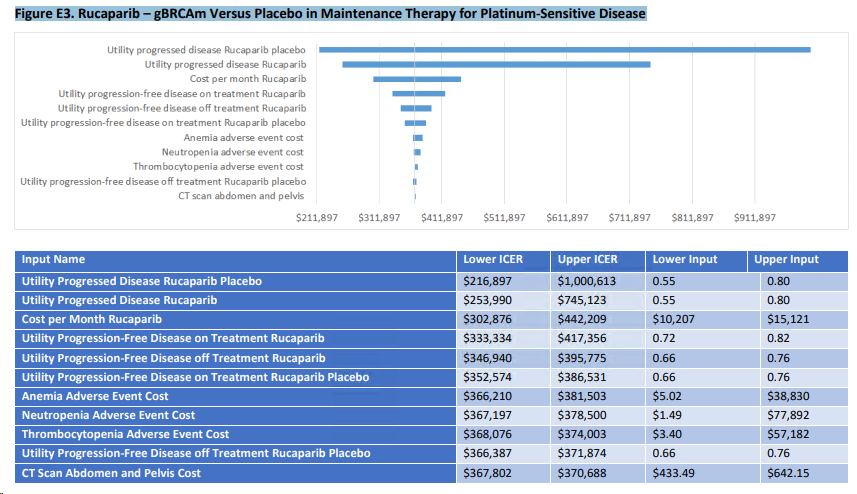 Figure E3. Rucaparib – gBRCAm Versus Placebo in Maintenance Therapy for Platinum-Sensitive Disease
Utility progressed disease Rucaparib placebo
Utility progressed disease Rucaparib
Cost per month Rucaparib
Utility progression-free disease on treatment Rucaparib
Utility progression-free disease off treatment Rucaparib
Utility progression-free disease on treatment Rucaparib placebo
Anemia adverse event cost
Neutropenia adverse event cost
Thrombocytopenia adverse event cost
Utility progression-free disease off treatment Rucaparib placebo
CT scan abdomen and pelvis
$211,897 $311,897 $411,897 $511,897 $611,897 $711,897 $811,897 $911,897
Input Name Lower ICER Upper ICER Lower Input Upper Input
Utility Progressed Disease Rucaparib Placebo $216,897 $1,000,613 0.55 0.80
Utility Progressed Disease Rucaparib $253,990 $745,123 0.55 0.80
Cost per Month Rucaparib $302,876 $442,209 $10,207 $15,121
Utility Progression-Free Disease on Treatment Rucaparib $333,334 $417,356 0.72 0.82
Utility Progression-Free Disease off Treatment Rucaparib $346,940 $395,775 0.66 0.76
Utility Progression-Free Disease on Treatment Rucaparib Placebo $352,574 $386,531 0.66 0.76
Anemia Adverse Event Cost $366,210 $381,503 $5.02 $38,830
Neutropenia Adverse Event Cost $367,197 $378,500 $1.49 $77,892
Thrombocytopenia Adverse Event Cost $368,076 $374,003 $3.40 $57,182
Utility Progression-Free Disease off Treatment Rucaparib Placebo $366,387 $371,874 0.66 0.76
CT Scan Abdomen and Pelvis Cost $367,802 $370,688 $433.49 $642.15